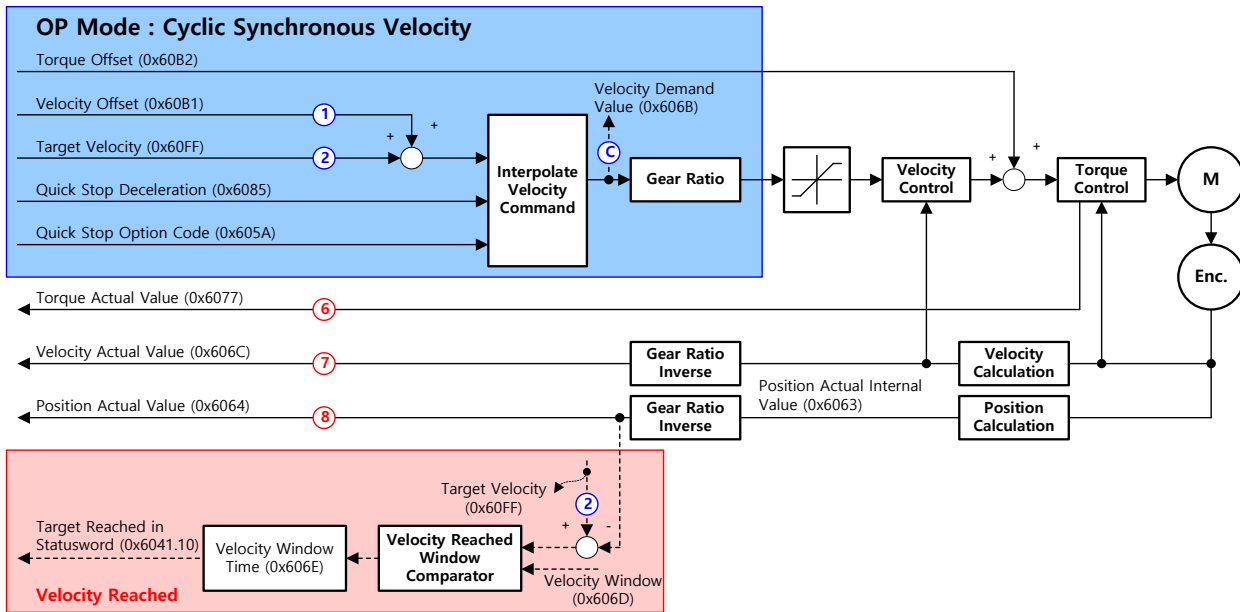 OP Mode : Cyclic Synchronous Velocity
Torque Offset (0x60B2)
Velocity Demand
Value (0x606B)
Velocity Offset (0x60B1)
1
+
+
Target Velocity (0x60FF)
2
C
Interpolate
Velocity
Command
Gear Ratio
Velocity
Control
+
+
Torque
Control
M
Quick Stop Deceleration (0x6085)
Quick Stop Option Code (0x605A)
Enc.
Torque Actual Value (0x6077)
6
Velocity Actual Value (0x606C)
7
Gear Ratio
Inverse
Velocity
Calculation
Position Actual Internal
Value (0x6063)
Position Actual Value (0x6064)
8
Gear Ratio
Inverse
Position
Calculation
Target Velocity
(0x60FF)
2
+
-
Target Reached in
Statusword (0x6041.10)
Velocity Window
Time (0x606E)
Velocity Reached
Window
Comparator
Velocity Window
(0x606D)
Velocity Reached